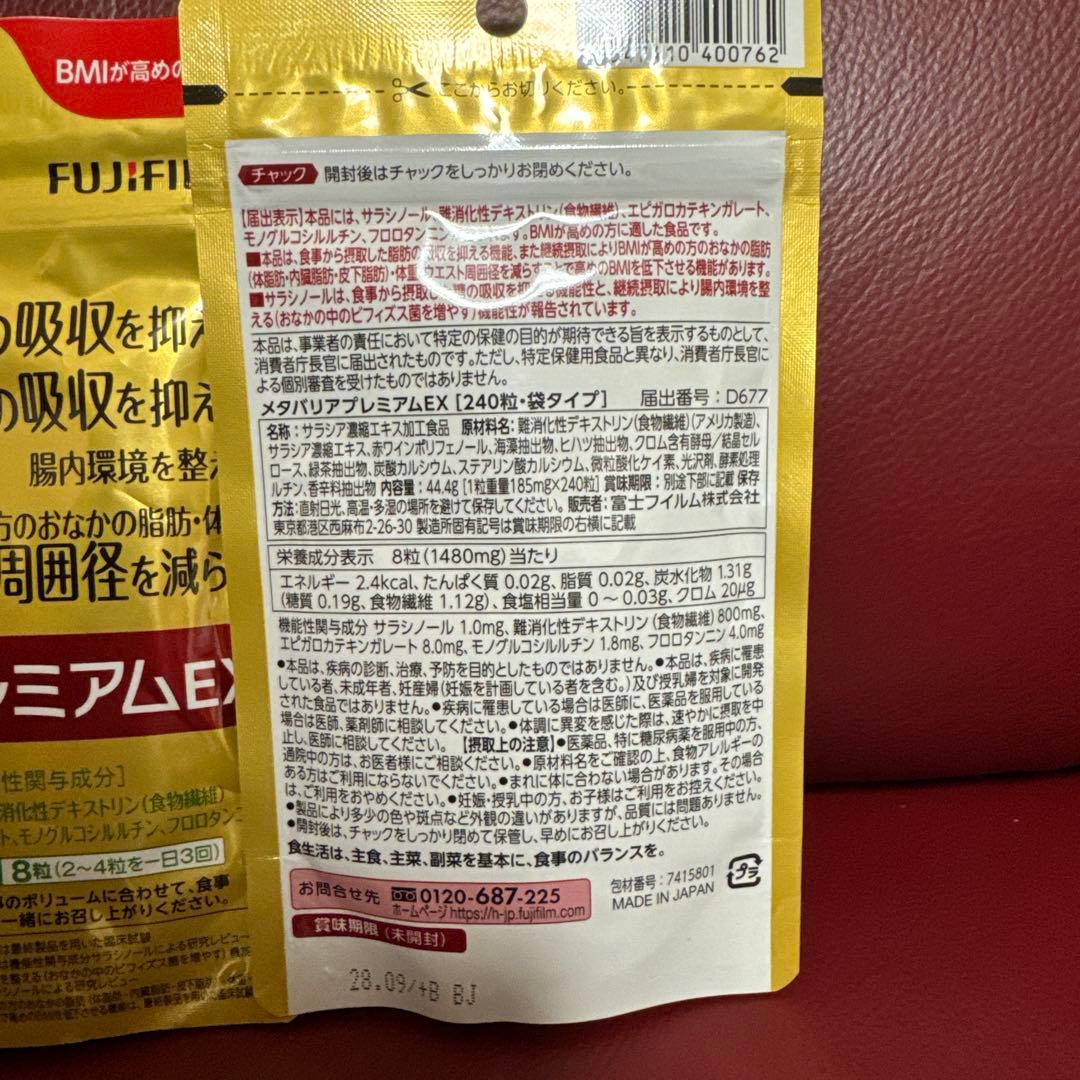 BMIが高め
FUJIFI
吸収を抑え
吸収を抑え
腸内環境を整
方のおなかの脂肪・体
周囲径を減ら
ミアムEX
性関与成分]
消化性デキストリン(食物繊維)
ト、モノグルコシルルチン、フロロタンニ
8粒(2~4粒を一日3回)
のボリュームに合わせて、食事
一緒にお召し上がりください。
400762
ここからお切りください。
チャック 開封後はチャックをしっかりお閉めください。
【届出表示】本品には、サラシノール、難消化性デキストリン(食物繊維)、エピガロカテキンガレート、
モノグルコシルルチン、フロロタンニンが含まれます。BMIが高めの方に適した食品です。
■本品は、食事から摂取した脂肪の吸収を抑える機能、また継続摂取によりBMIが高めの方のおなかの脂肪
(体脂肪・内臓脂肪・皮下脂肪)・体重・ウエスト周囲径を減らすことで高めのBMIを低下させる機能があります。
■サラシノールは、食事から摂取した糖の吸収を抑える機能性と、継続摂取により腸内環境を整
える(おなかの中のビフィズス菌を増やす)機能性が報告されています。
本品は、事業者の責任において特定の保健の目的が期待できる旨を表示するものとして、
消費者庁長官に届出されたものです。ただし、特定保健用食品と異なり、消費者庁長官に
よる個別審査を受けたものではありません。
メタバリアプレミアムEX [240粒・袋タイプ] 届出番号:D677
名称:サラシア濃縮エキス加工食品 原材料名:難消化性デキストリン(食物繊維)(アメリカ製造)、
サラシア濃縮エキス、赤ワインポリフェノール、海藻抽出物、ヒハツ抽出物、クロム含有酵母/結晶セル
ロース、緑茶抽出物、炭酸カルシウム、ステアリン酸カルシウム、微粒酸化ケイ素、光沢剤、酵素処理
ルチン、香辛料抽出物 内容量:44.4g [1粒重量185mg×240粒] 賞味期限:別途下部に記載 保存
方法:直射日光、高温・多湿の場所を避けて保存してください。 販売者:富士フイルム株式会社
東京都港区西麻布2-26-30 製造所固有記号は賞味期限の右横に記載
栄養成分表示 8粒(1480mg)当たり
エネルギー 2.4kcal、たんぱく質 0.02g、脂質 0.02g、炭水化物 1.31g
(糖質 0.19g、食物繊維 1.12g)、食塩相当量 0~0.03g、クロム 20μg
機能性関与成分 サラシノール 1.0mg、難消化性デキストリン(食物繊維)800mg、
エピガロカテキンガレート 8.0mg、モノグルコシルルチン 1.8mg、フロロタンニン 4.0mg
●本品は、疾病の診断、治療、予防を目的としたものではありません。●本品は、疾病に罹患
している者、未成年者、妊産婦(妊娠を計画している者を含む。)及び授乳婦を対象に開発
された食品ではありません。●疾病に罹患している場合は医師に、医薬品を服用している
場合は医師、薬剤師に相談してください。●体調に異変を感じた際は、速やかに摂取を中
止し、医師に相談してください。 【摂取上の注意】●医薬品、特に糖尿病薬を服用中の方、
通院中の方は、お医者様にご相談ください。●原材料名をご確認の上、食物アレルギーの
ある方はご利用にならないでください。●まれに体に合わない場合があります。その場合
は、ご利用をおやめください。●妊娠・授乳中の方、お子様はご利用をお控えください。
●製品により多少の色や斑点など外観の違いがありますが、品質には問題ありません。
●開封後は、チャックをしっかり閉めて保管し、早めにお召し上がりください。
食生活は、主食、主菜、副菜を基本に、食事のバランスを。
お問合せ先 0120-687-225
ホームページ https://h-jp.fujifilm.com
包材番号:7415801
MADE IN JAPAN
プラ
賞味期限(未開封)
28.09/+B BJ